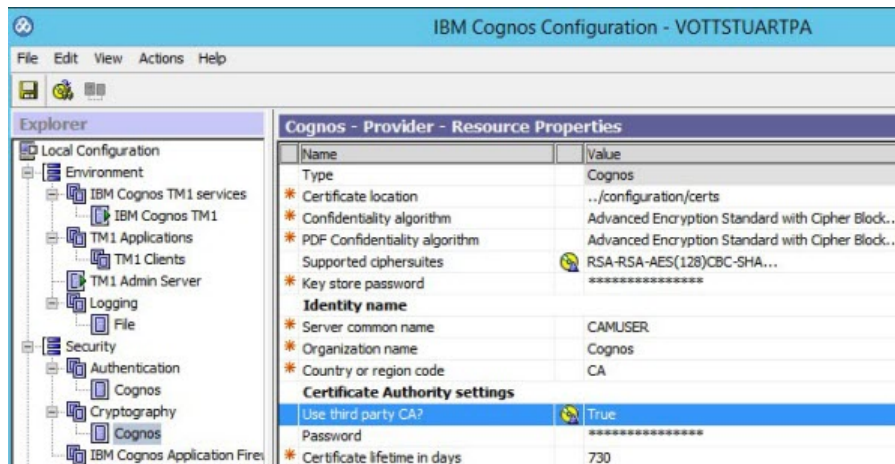 IBM Cognos Configuration - VOTTSTUARTPA
File Edit View Actions Help
Explorer
Local Configuration
Environment
IBM Cognos TM1 services
IBM Cognos TM1
TM1 Applications
TM1 Clients
TM1 Admin Server
Logging
File
Security
Authentication
Cognos
Cryptography
Cognos
IBM Cognos Application Firew
Cognos - Provider - Resource Properties
Name Value
Type Cognos
* Certificate location ../configuration/certs
* Confidentiality algorithm Advanced Encryption Standard with Cipher Block...
* PDF Confidentiality algorithm Advanced Encryption Standard with Cipher Block...
Supported ciphersuites RSA-RSA-AES(128)CBC-SHA...
* Key store password ***************
Identity name
* Server common name CAMUSER
* Organization name Cognos
* Country or region code CA
Certificate Authority settings
Use third party CA? True
Password ***************
* Certificate lifetime in days 730